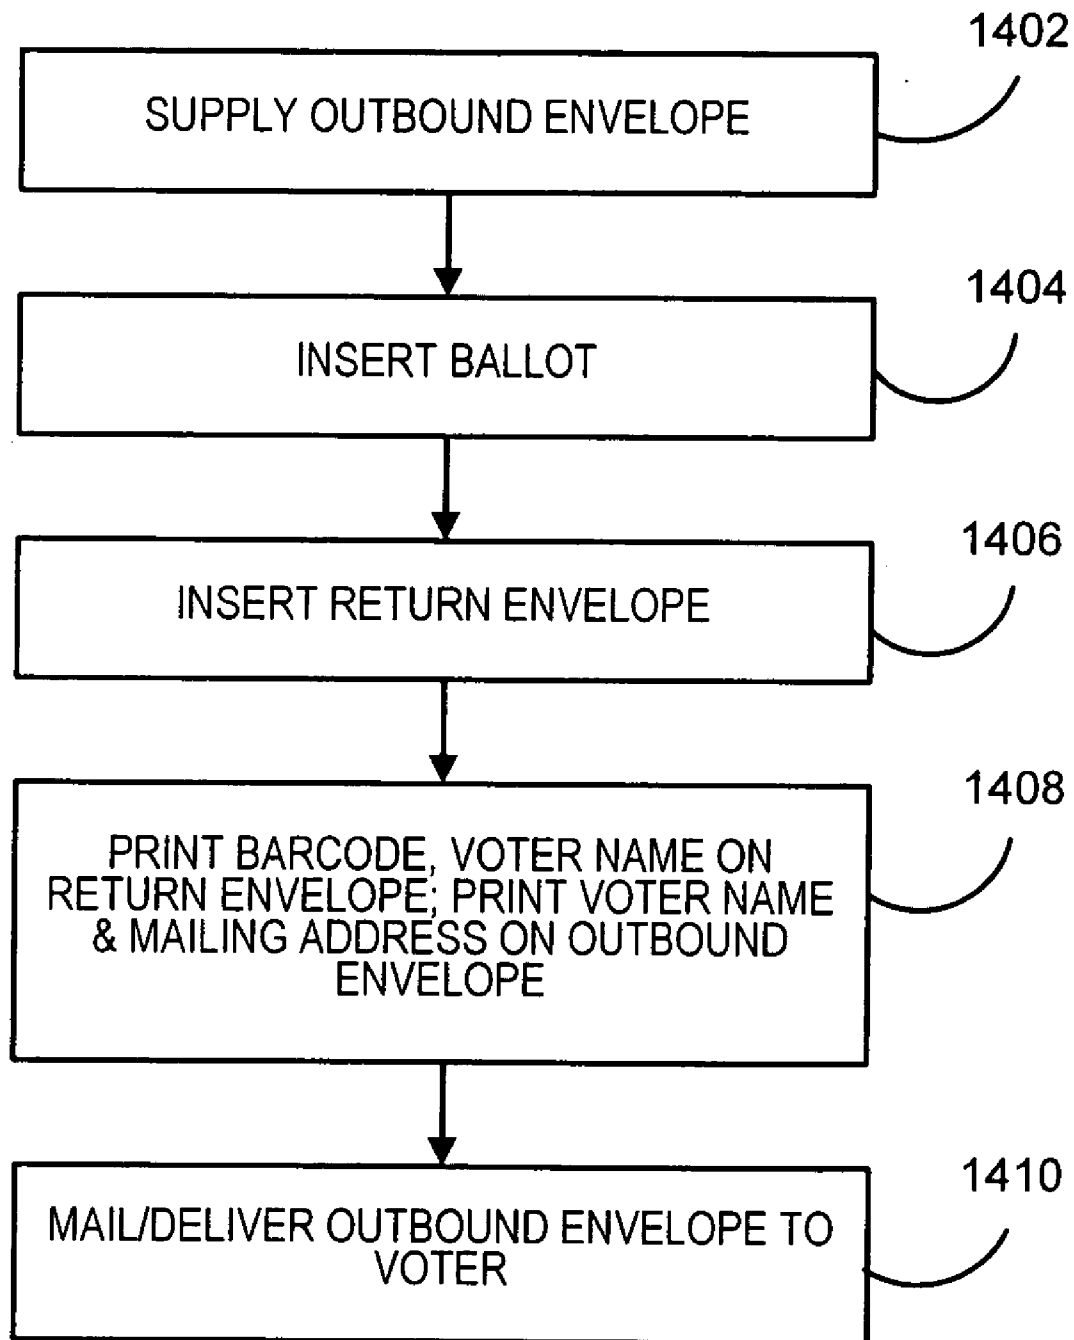 1402
SUPPLY OUTBOUND ENVELOPE
1404
INSERT BALLOT
1406
INSERT RETURN ENVELOPE
1408
PRINT BARCODE, VOTER NAME ON
RETURN ENVELOPE; PRINT VOTER NAME
& MAILING ADDRESS ON OUTBOUND
ENVELOPE
1410
MAIL/DELIVER OUTBOUND ENVELOPE TO
VOTER